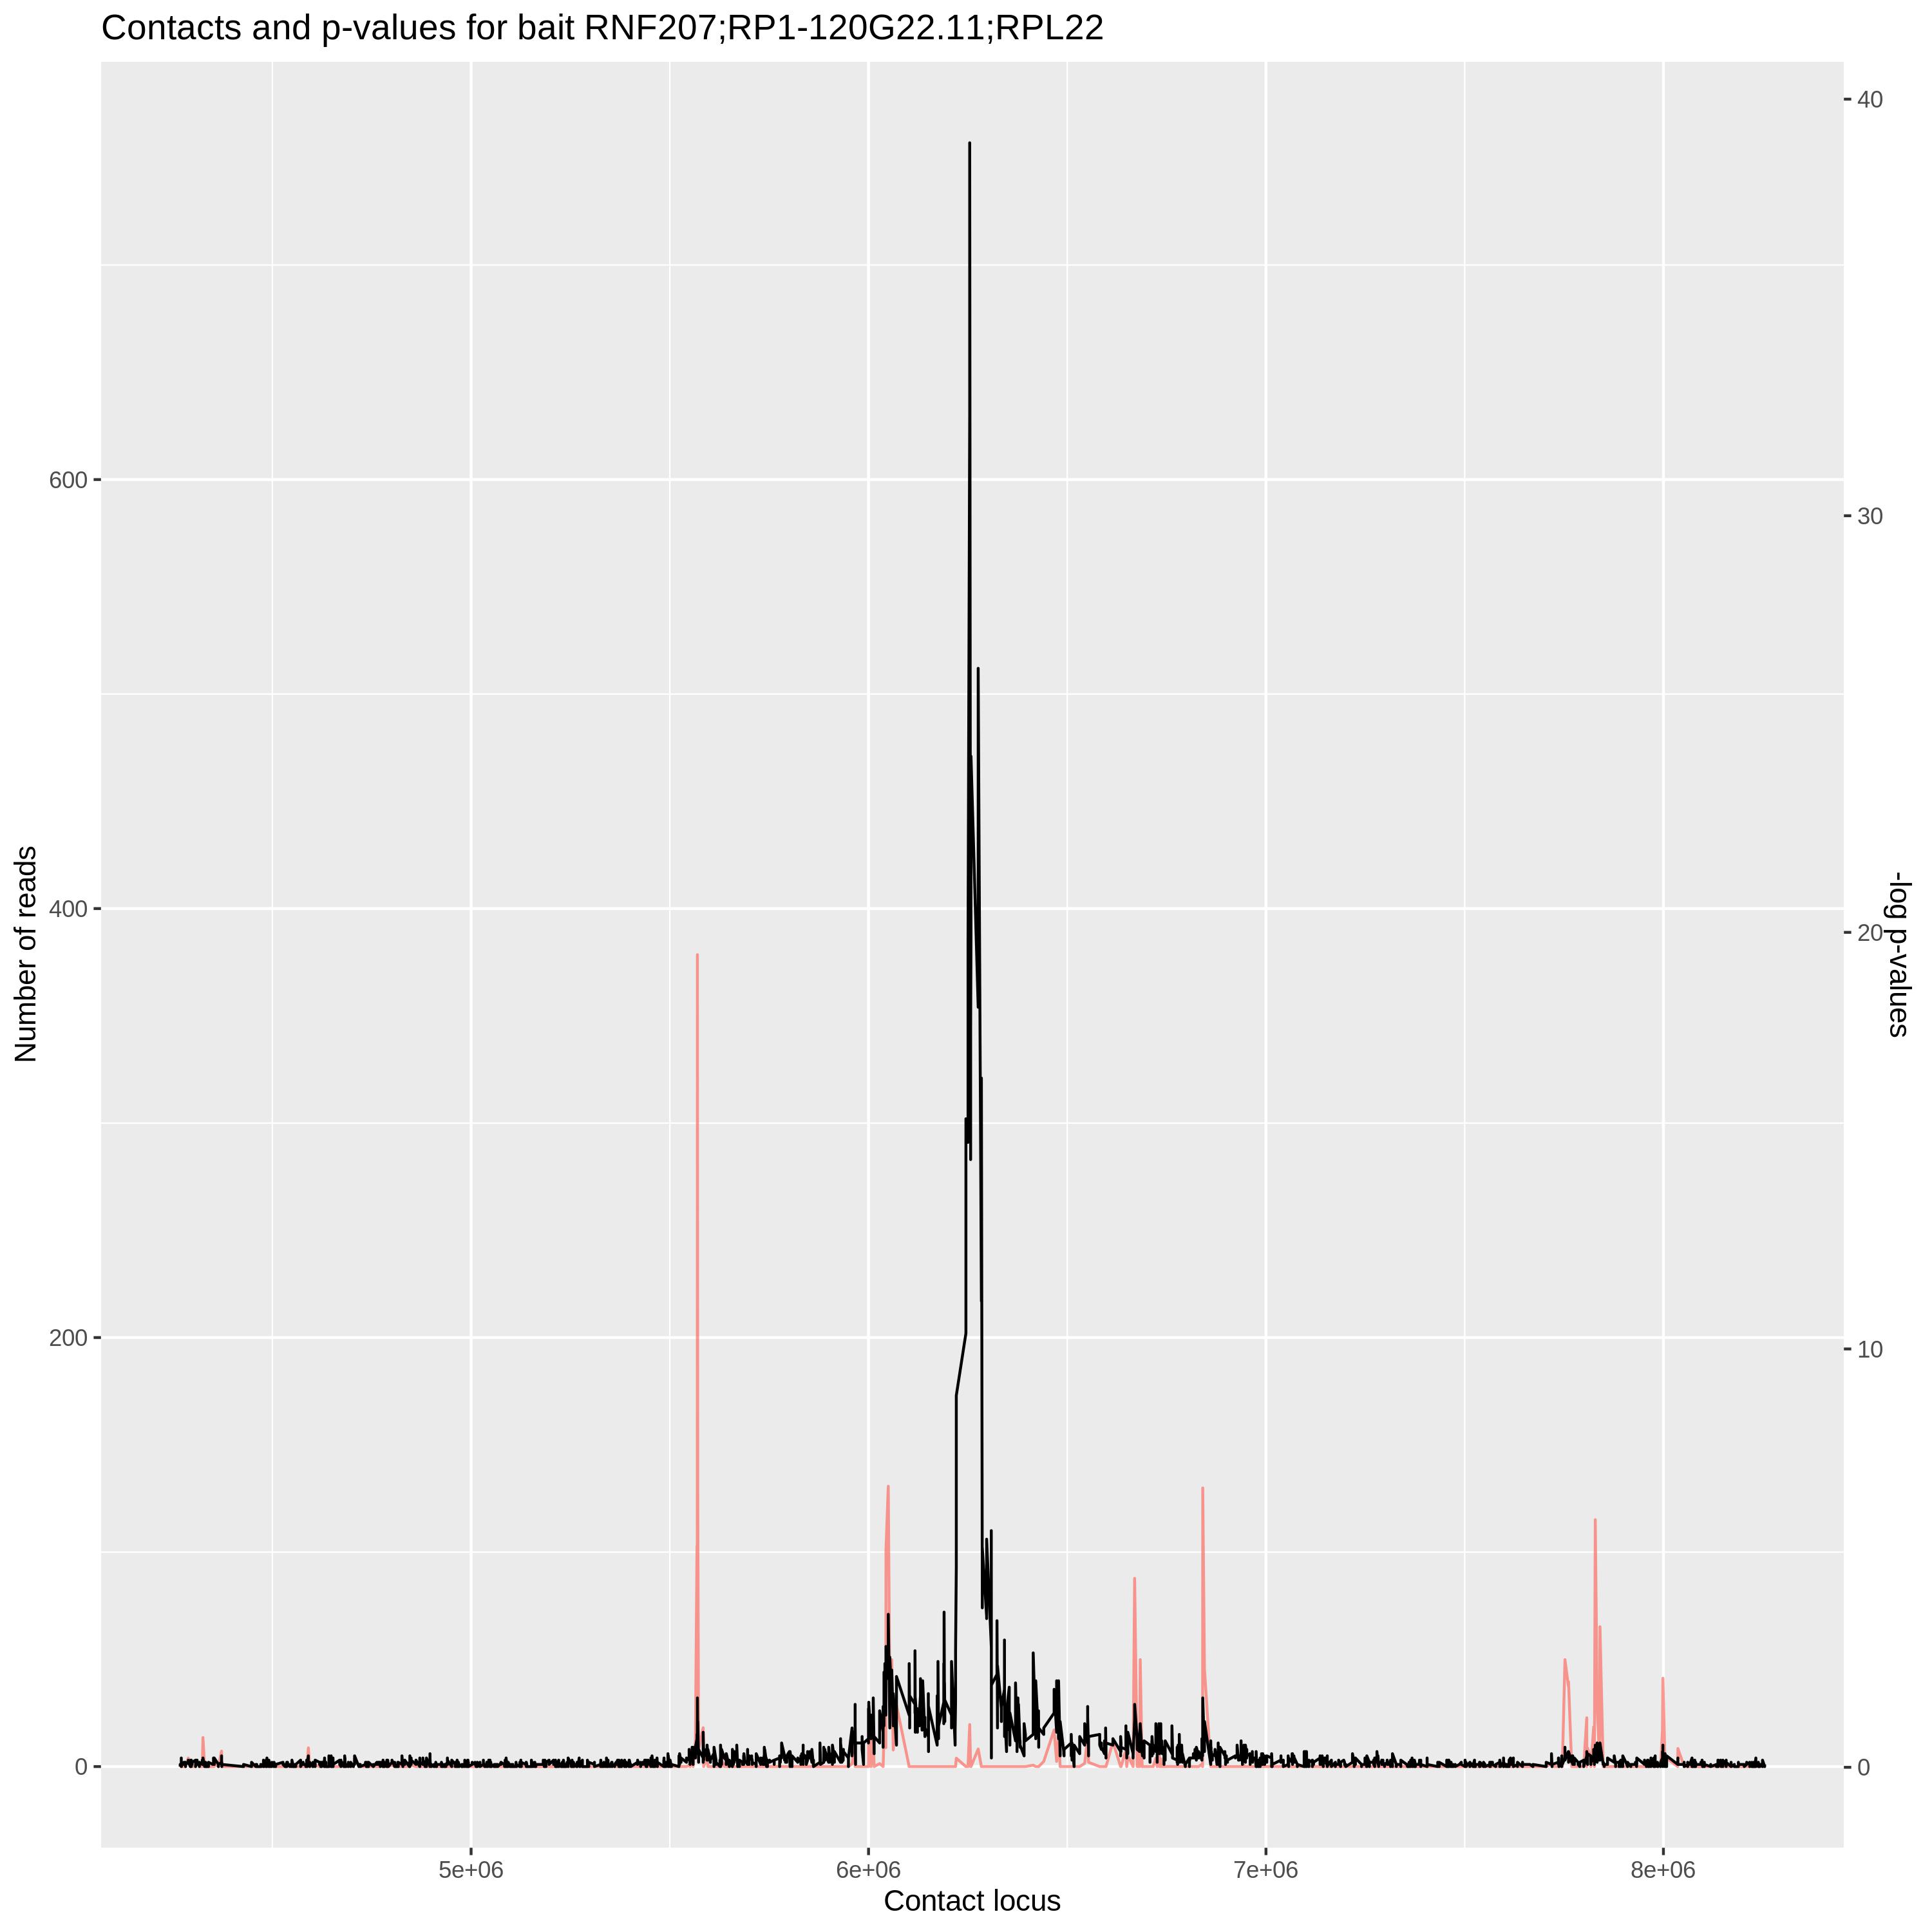 Contacts and p-values for bait RNF207;RP1-120G22.11;RPL22
40
600
30
Number of reads
400
20
-log p-values
200
10
0
0
5e+06
6e+06
7e+06
8e+06
Contact locus